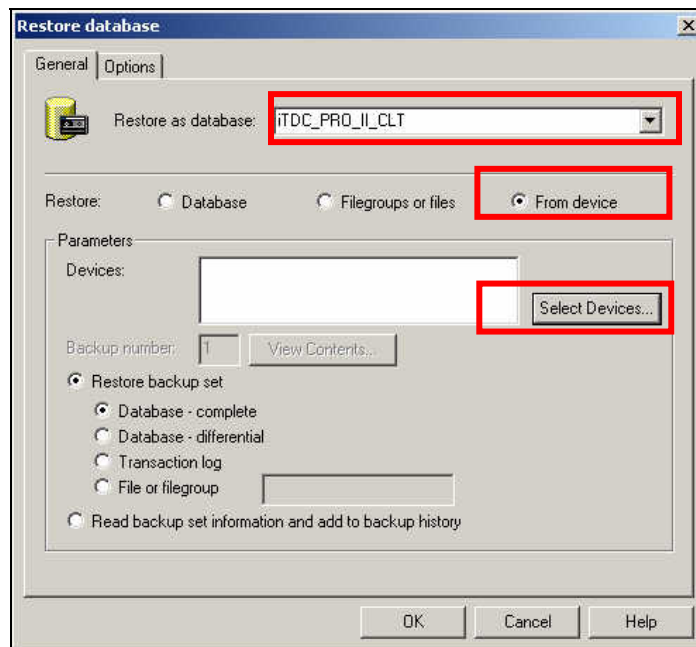 Restore database
General Options
Restore as database: iTDC_PRO_II_CLT
Restore: Database Filegroups or files From device
Parameters
Devices:
Select Devices...
Backup number: 1 View Contents...
Restore backup set
Database - complete
Database - differential
Transaction log
File or filegroup
Read backup set information and add to backup history
OK Cancel Help